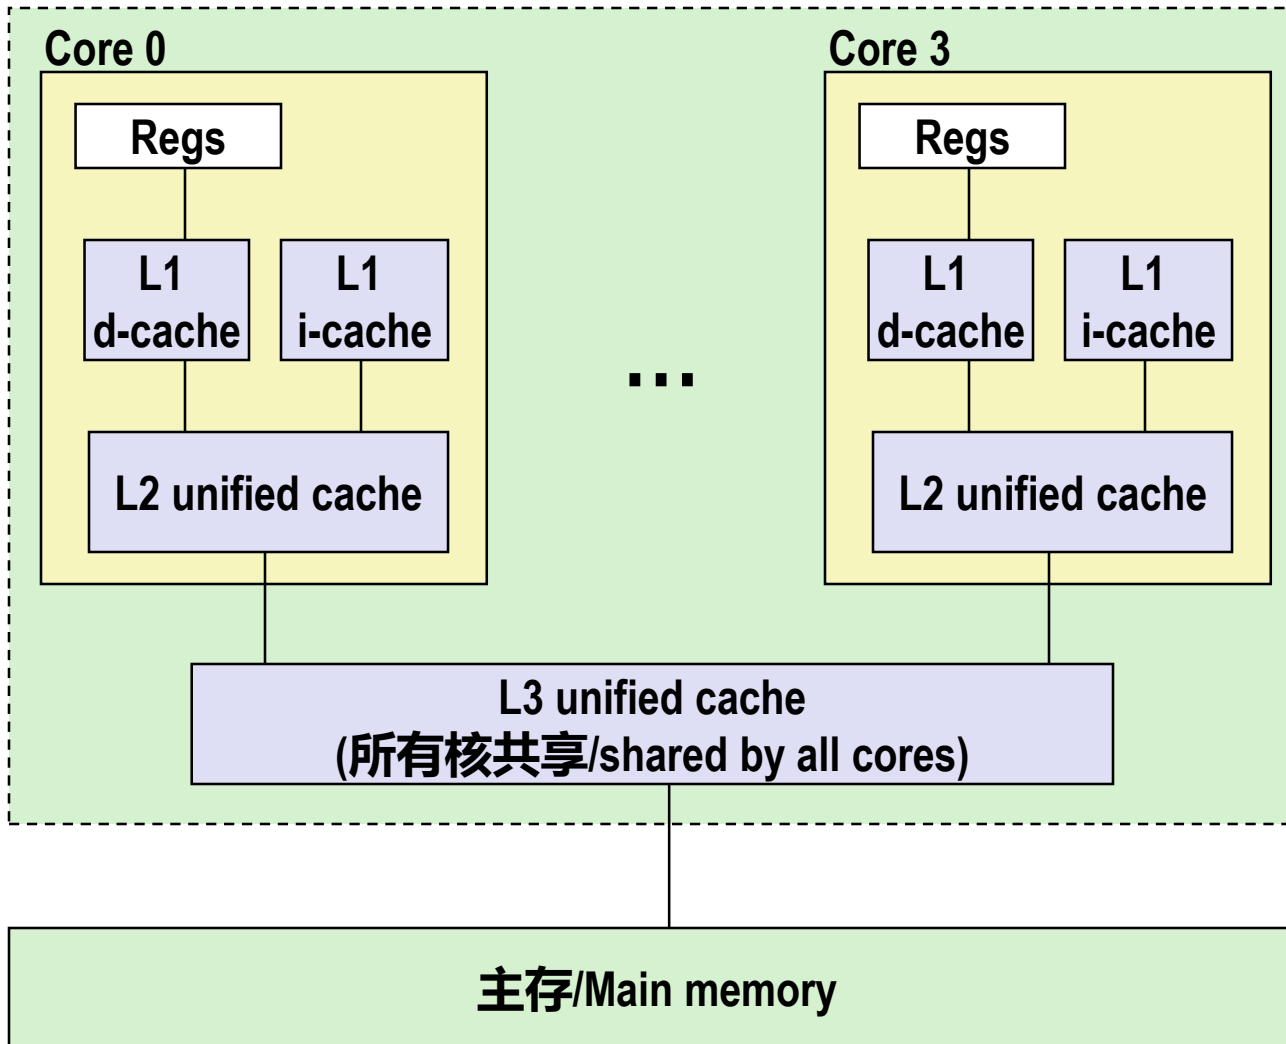 Core 0
Regs
L1
d-cache
L1
i-cache
L2 unified cache
...
Core 3
Regs
L1
d-cache
L1
i-cache
L2 unified cache
L3 unified cache
(所有核共享/shared by all cores)
主存/Main memory